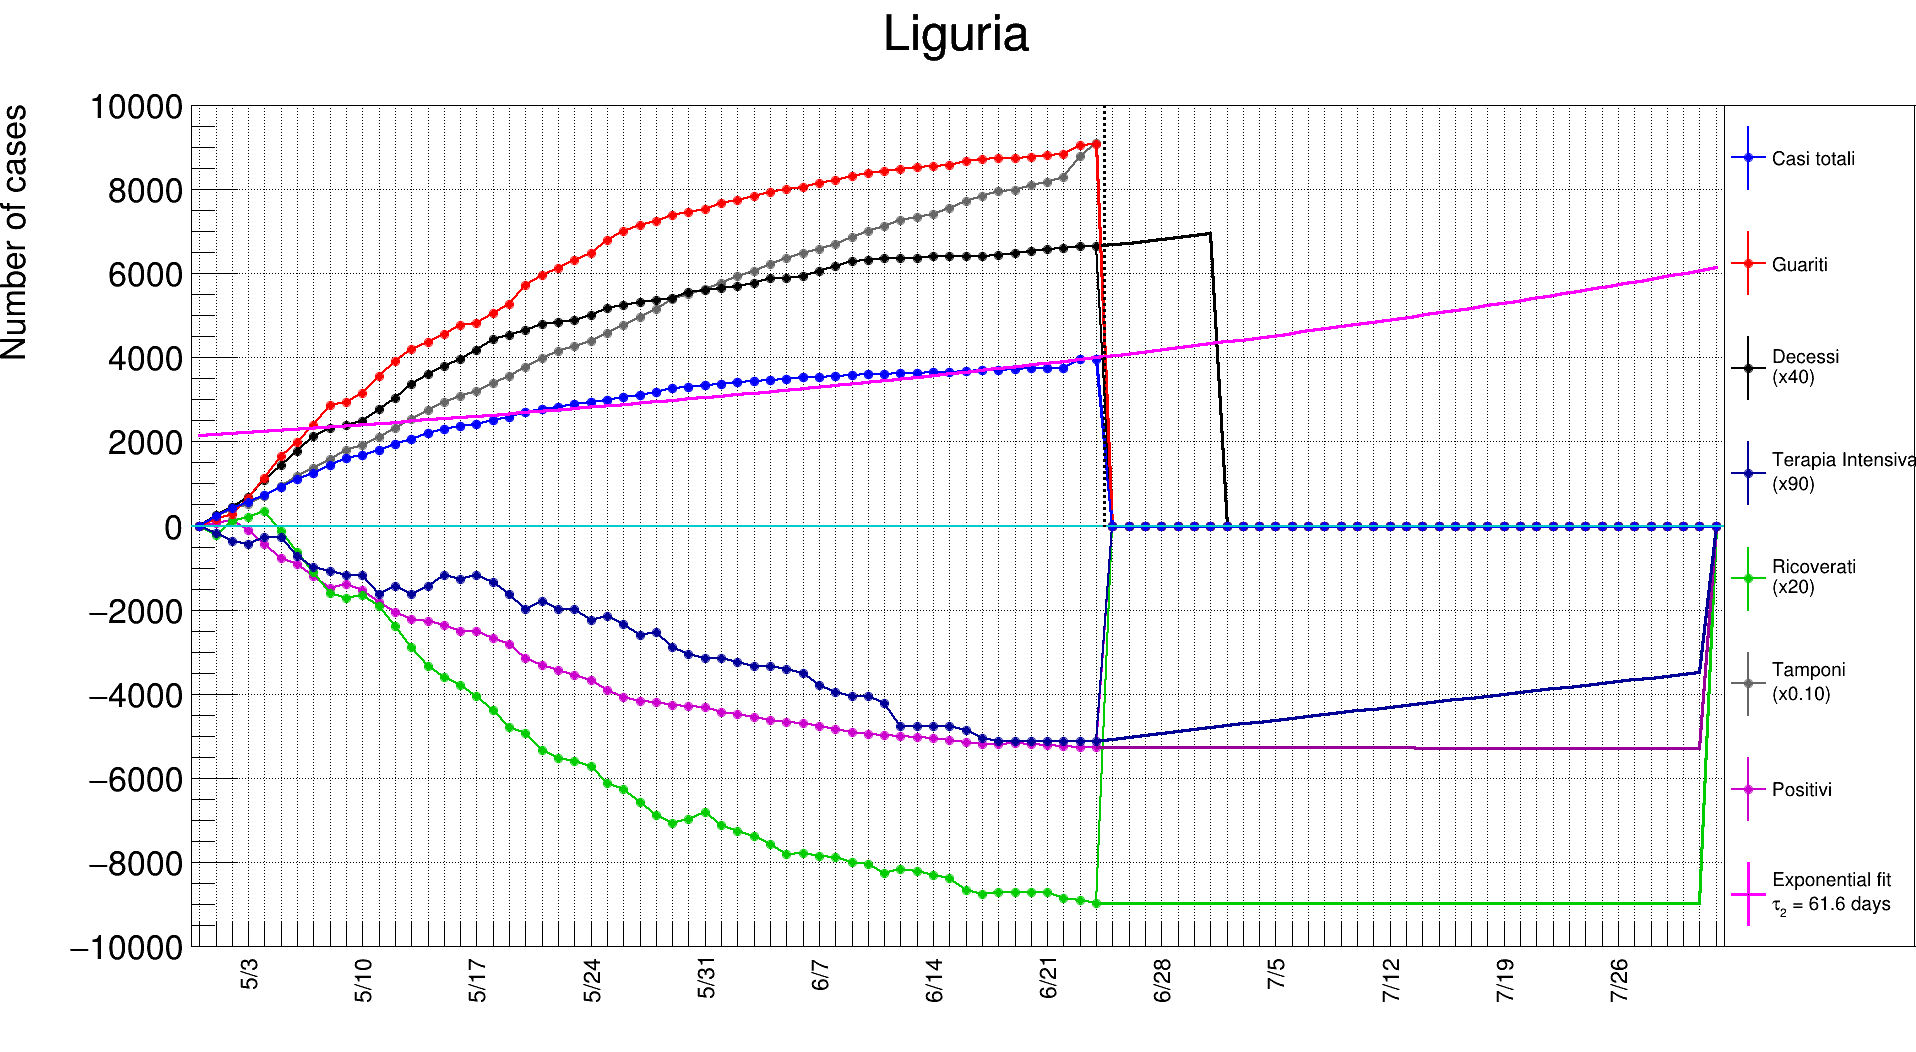 Liguria
Number of cases
10000
8000
6000
4000
2000
0
−2000
−4000
−6000
−8000
−10000
5/3
5/10
5/17
5/24
5/31
6/7
6/14
6/21
6/28
7/5
7/12
7/19
7/26
Casi totali
Guariti
Decessi
(x40)
Terapia Intensiva
(x90)
Ricoverati
(x20)
Tamponi
(x0.10)
Positivi
Exponential fit
τ2 = 61.6 days